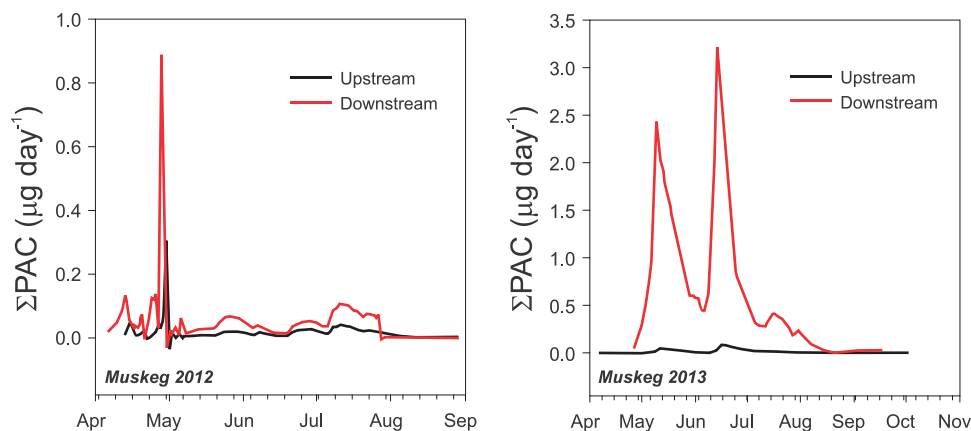 ΣPAC (μg day⁻¹)
1.0
0.8
0.6
0.4
0.2
0.0
Upstream
Downstream
Muskeg 2012
Apr May Jun Jul Aug Sep
ΣPAC (μg day⁻¹)
3.5
3.0
2.5
2.0
1.5
1.0
0.5
0.0
Upstream
Downstream
Muskeg 2013
Apr May Jun Jul Aug Sep Oct Nov